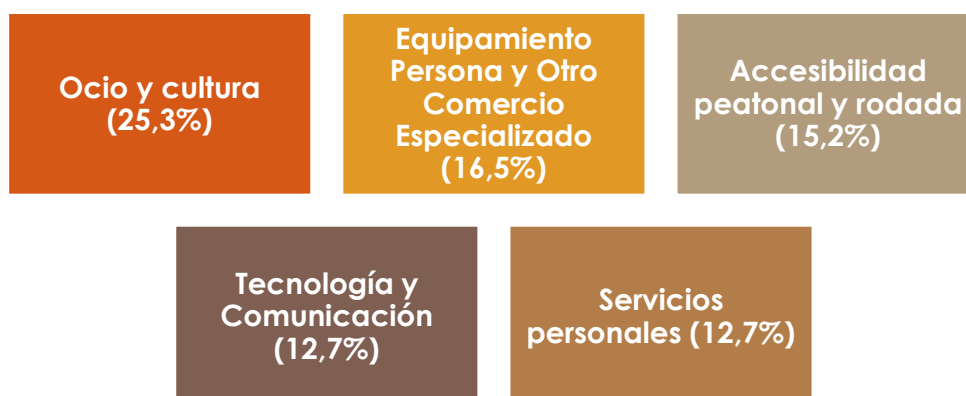 Ocio y cultura
(25,3%)
Equipamiento
Persona y Otro
Comercio
Especializado
(16,5%)
Accesibilidad
peatonal y rodada
(15,2%)
Tecnología y
Comunicación
(12,7%)
Servicios
personales (12,7%)